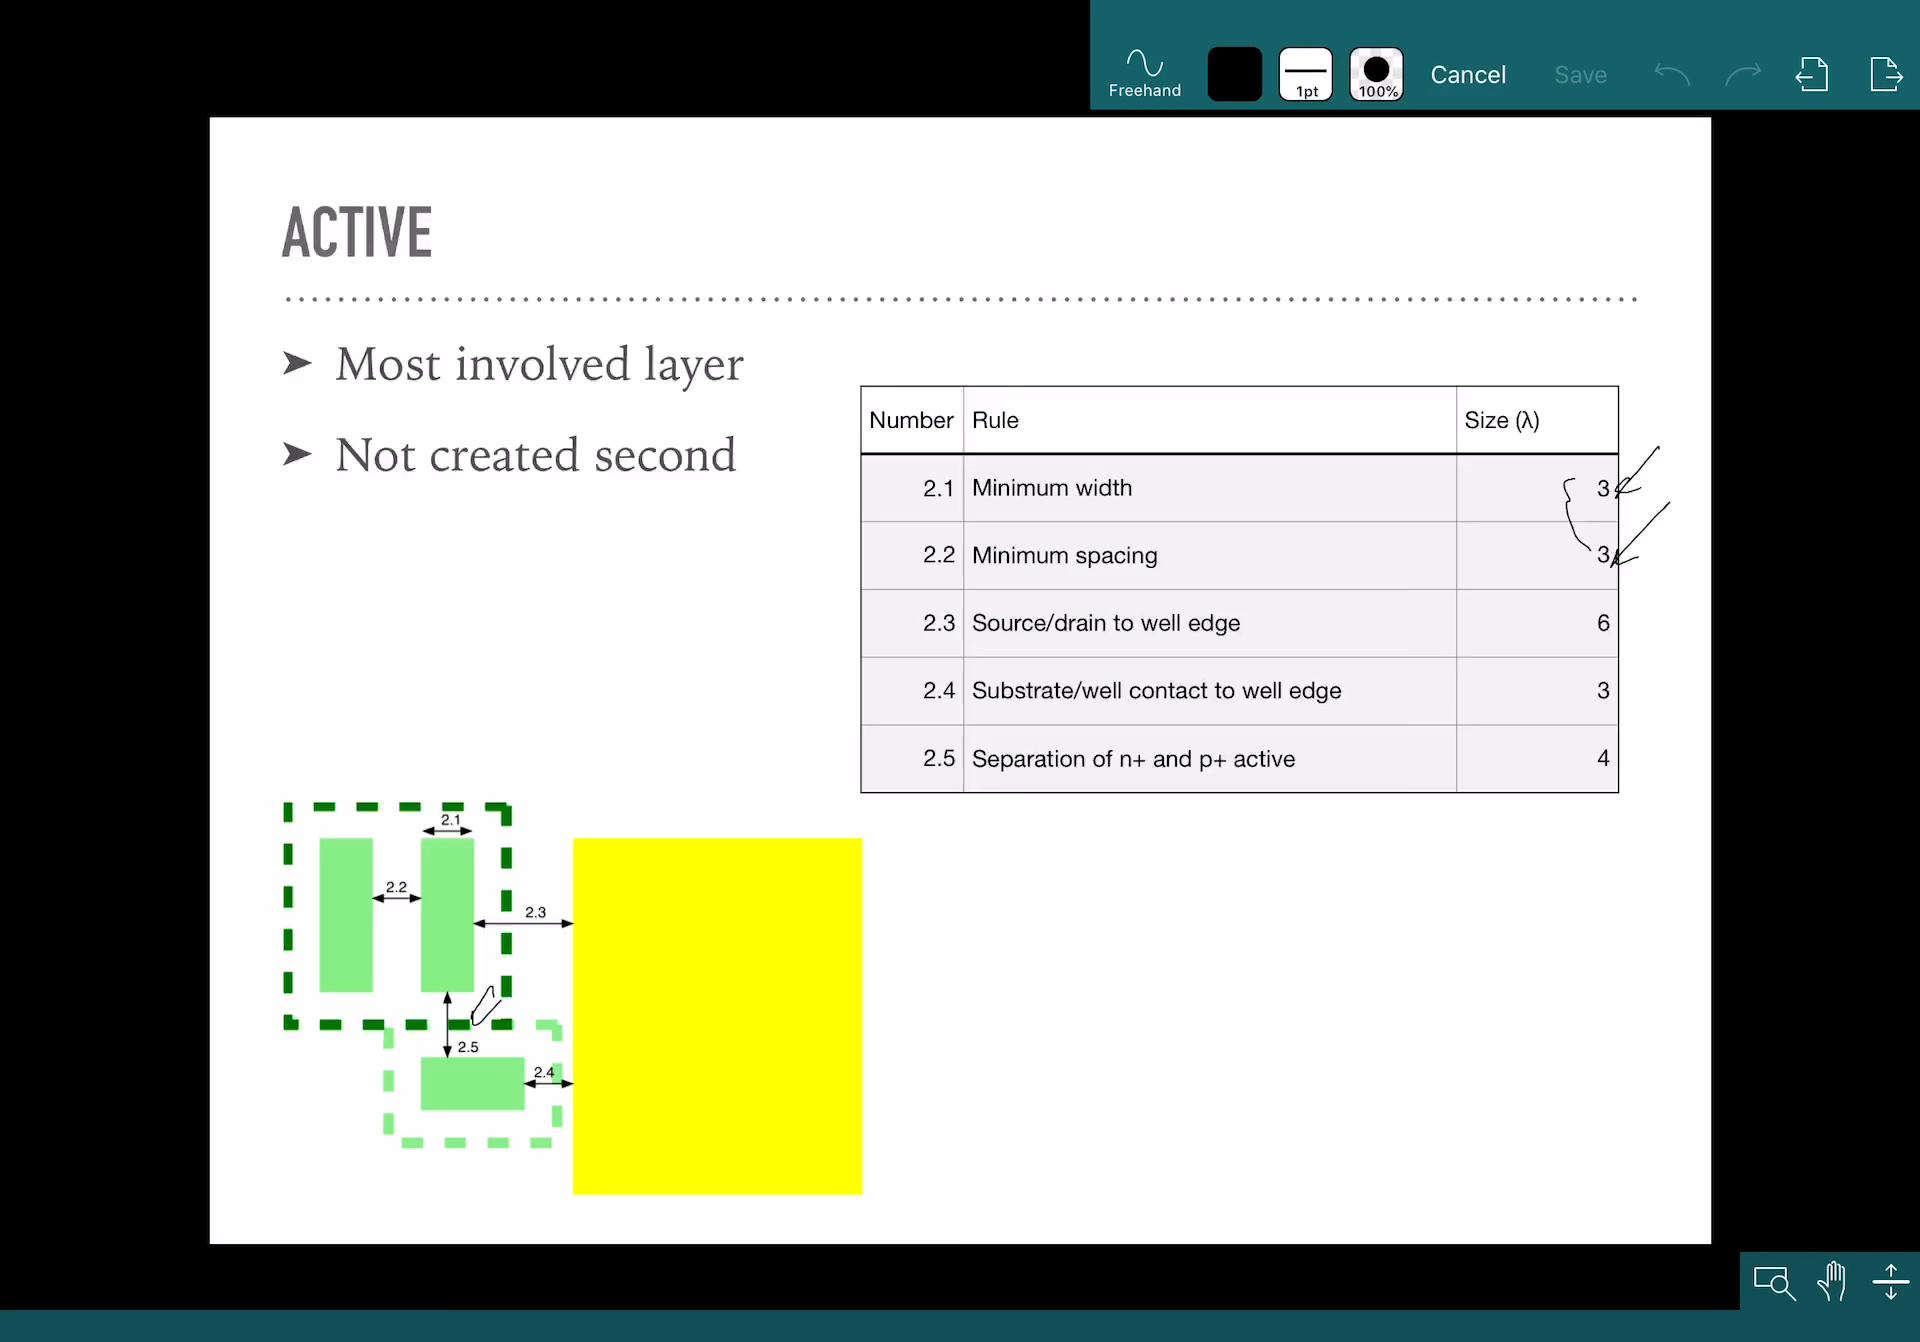 Freehand
1pt
100%
Cancel
Save
ACTIVE
➤ Most involved layer
➤ Not created second
Number Rule Size (λ)
2.1 Minimum width 3
2.2 Minimum spacing 3
2.3 Source/drain to well edge 6
2.4 Substrate/well contact to well edge 3
2.5 Separation of n+ and p+ active 4
2.1
2.2
2.3
2.5
2.4